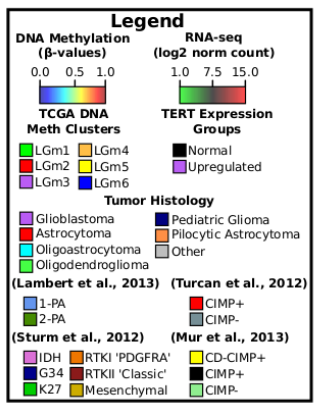 Legend
DNA Methylation RNA-seq
(β-values) (log2 norm count)
0.0 0.5 1.0 1.0 7.5 15.0
TCGA DNA TERT Expression
Meth Clusters Groups
LGm1 LGm4 Normal
LGm2 LGm5 Upregulated
LGm3 LGm6
Tumor Histology
Glioblastoma Pediatric Glioma
Astrocytoma Pilocytic Astrocytoma
Oligoastrocytoma Other
Oligodendroglioma
(Lambert et al., 2013) (Turcan et al., 2012)
1-PA CIMP+
2-PA CIMP-
(Sturm et al., 2012) (Mur et al., 2013)
IDH RTKI 'PDGFRA' CD-CIMP+
G34 RTKII 'Classic' CIMP+
K27 Mesenchymal CIMP-